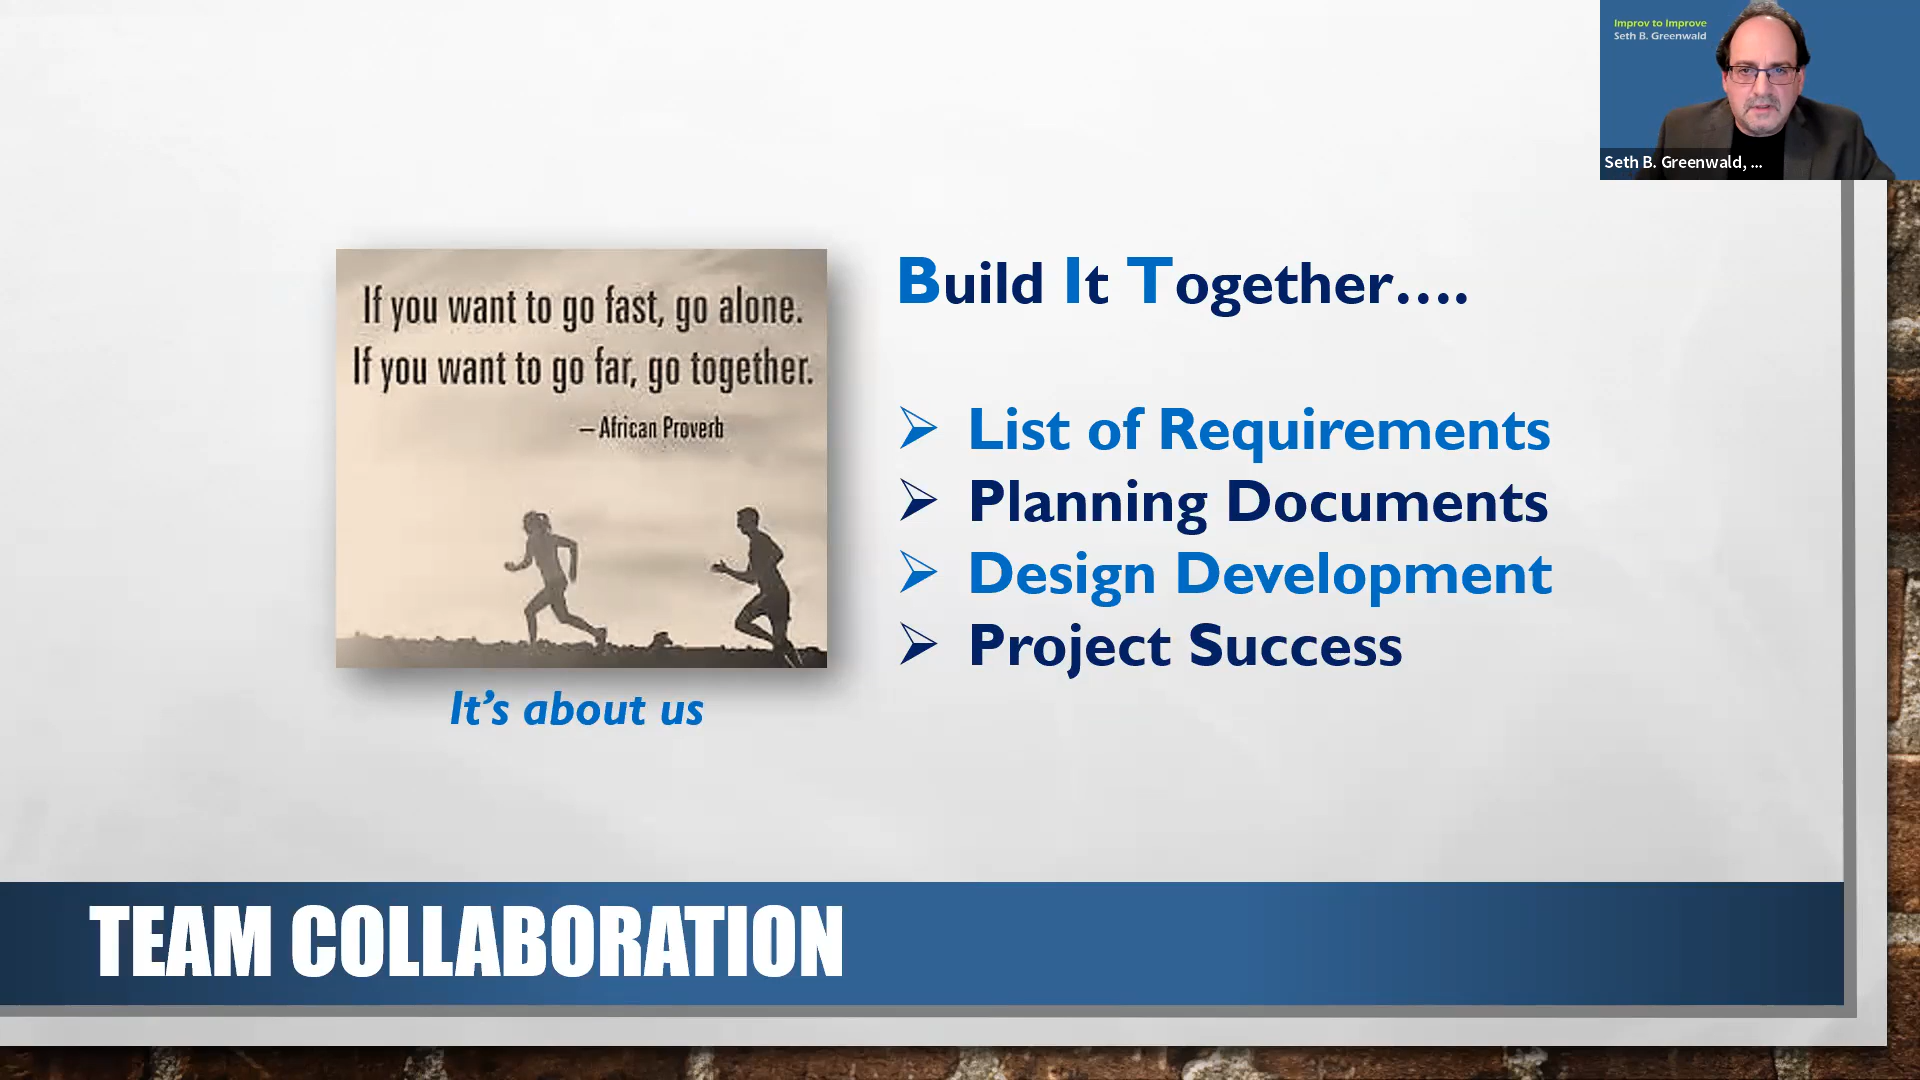 Improv to Improve
Seth B. Greenwald
Seth B. Greenwald, ...
If you want to go fast, go alone.
If you want to go far, go together.
– African Proverb
It's about us
Build It Together....
List of Requirements
Planning Documents
Design Development
Project Success
TEAM COLLABORATION